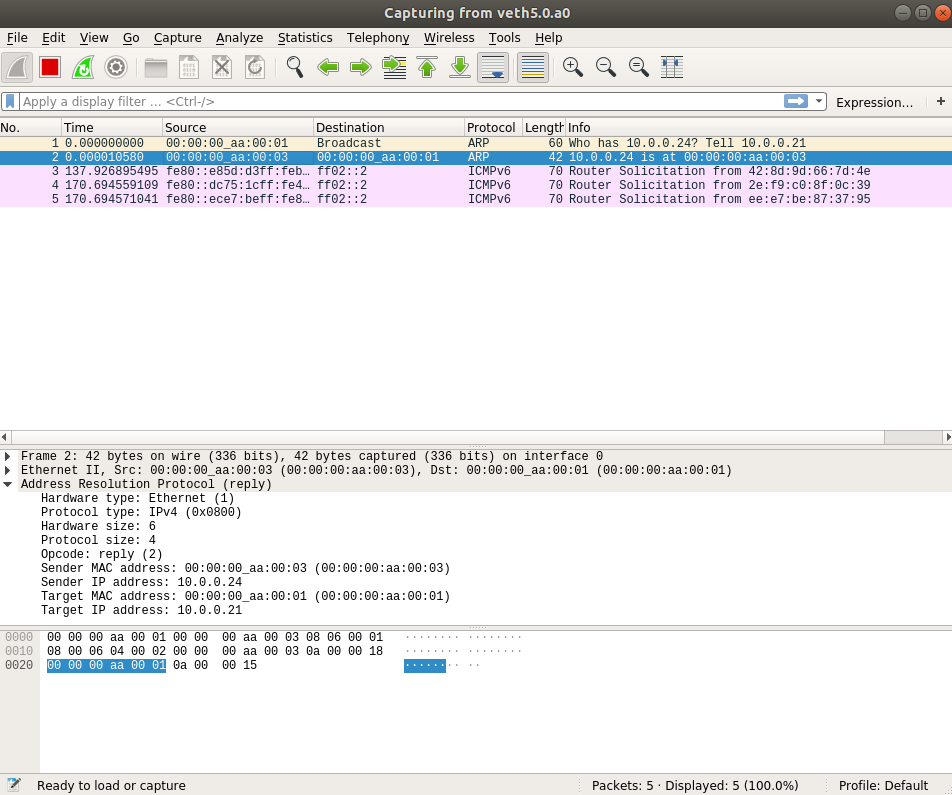 Capturing from veth5.0.a0
File Edit View Go Capture Analyze Statistics Telephony Wireless Tools Help
Apply a display filter ... <Ctrl-/> Expression... +
No. Time Source Destination Protocol Length Info
1 0.000000000 00:00:00_aa:00:01 Broadcast ARP 60 Who has 10.0.0.24? Tell 10.0.0.21
2 0.000010580 00:00:00_aa:00:03 00:00:00_aa:00:01 ARP 42 10.0.0.24 is at 00:00:00:aa:00:03
3 137.926895495 fe80::e85d:d3ff:feb… ff02::2 ICMPv6 70 Router Solicitation from 42:8d:9d:66:7d:4e
4 170.694559109 fe80::dc75:1cff:fe4… ff02::2 ICMPv6 70 Router Solicitation from 2e:f9:c0:8f:0c:39
5 170.694571041 fe80::ece7:beff:fe8… ff02::2 ICMPv6 70 Router Solicitation from ee:e7:be:87:37:95
Frame 2: 42 bytes on wire (336 bits), 42 bytes captured (336 bits) on interface 0
Ethernet II, Src: 00:00:00_aa:00:03 (00:00:00:aa:00:03), Dst: 00:00:00_aa:00:01 (00:00:00:aa:00:01)
Address Resolution Protocol (reply)
Hardware type: Ethernet (1)
Protocol type: IPv4 (0x0800)
Hardware size: 6
Protocol size: 4
Opcode: reply (2)
Sender MAC address: 00:00:00_aa:00:03 (00:00:00:aa:00:03)
Sender IP address: 10.0.0.24
Target MAC address: 00:00:00_aa:00:01 (00:00:00:aa:00:01)
Target IP address: 10.0.0.21
0000 00 00 00 aa 00 01 00 00 00 aa 00 03 08 06 00 01 ········ ········
0010 08 00 06 04 00 02 00 00 00 aa 00 03 0a 00 00 18 ········ ········
0020 00 00 00 aa 00 01 0a 00 00 15 ········ ··
Ready to load or capture Packets: 5 · Displayed: 5 (100.0%) Profile: Default